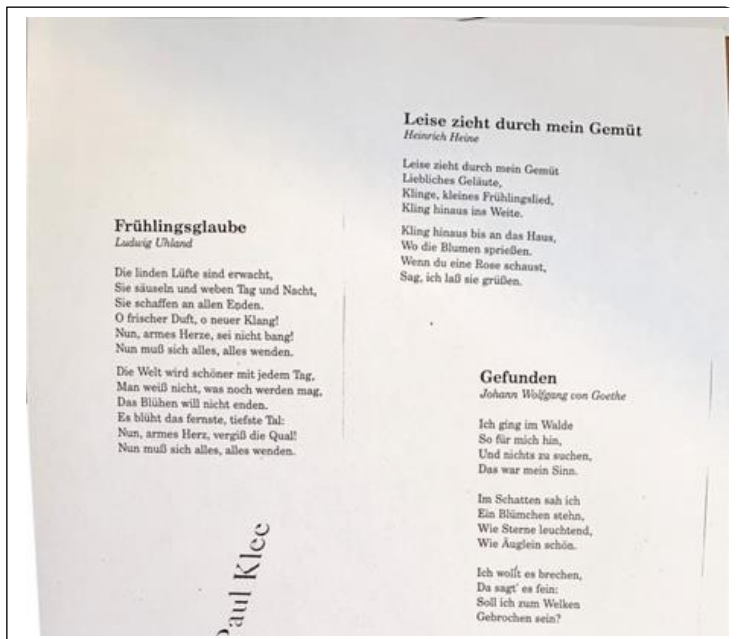 Frühlingsglaube
Ludwig Uhland
Die linden Lüfte sind erwacht,
Sie säuseln und weben Tag und Nacht,
Sie schaffen an allen Enden.
O frischer Duft, o neuer Klang!
Nun, armes Herze, sei nicht bang!
Nun muß sich alles, alles wenden.
Die Welt wird schöner mit jedem Tag,
Man weiß nicht, was noch werden mag,
Das Blühen will nicht enden.
Es blüht das fernste, tiefste Tal:
Nun, armes Herz, vergiß die Qual!
Nun muß sich alles, alles wenden.
Leise zieht durch mein Gemüt
Heinrich Heine
Leise zieht durch mein Gemüt
Liebliches Geläute,
Klinge, kleines Frühlingslied,
Kling hinaus ins Weite.
Kling hinaus bis an das Haus,
Wo die Blumen sprießen.
Wenn du eine Rose schaust,
Sag, ich laß sie grüßen.
Gefunden
Johann Wolfgang von Goethe
Ich ging im Walde
So für mich hin,
Und nichts zu suchen,
Das war mein Sinn.
Im Schatten sah ich
Ein Blümchen stehn,
Wie Sterne leuchtend,
Wie Äuglein schön.
Ich wollt es brechen,
Da sagt' es fein:
Soll ich zum Welken
Gebrochen sein?
Paul Klee